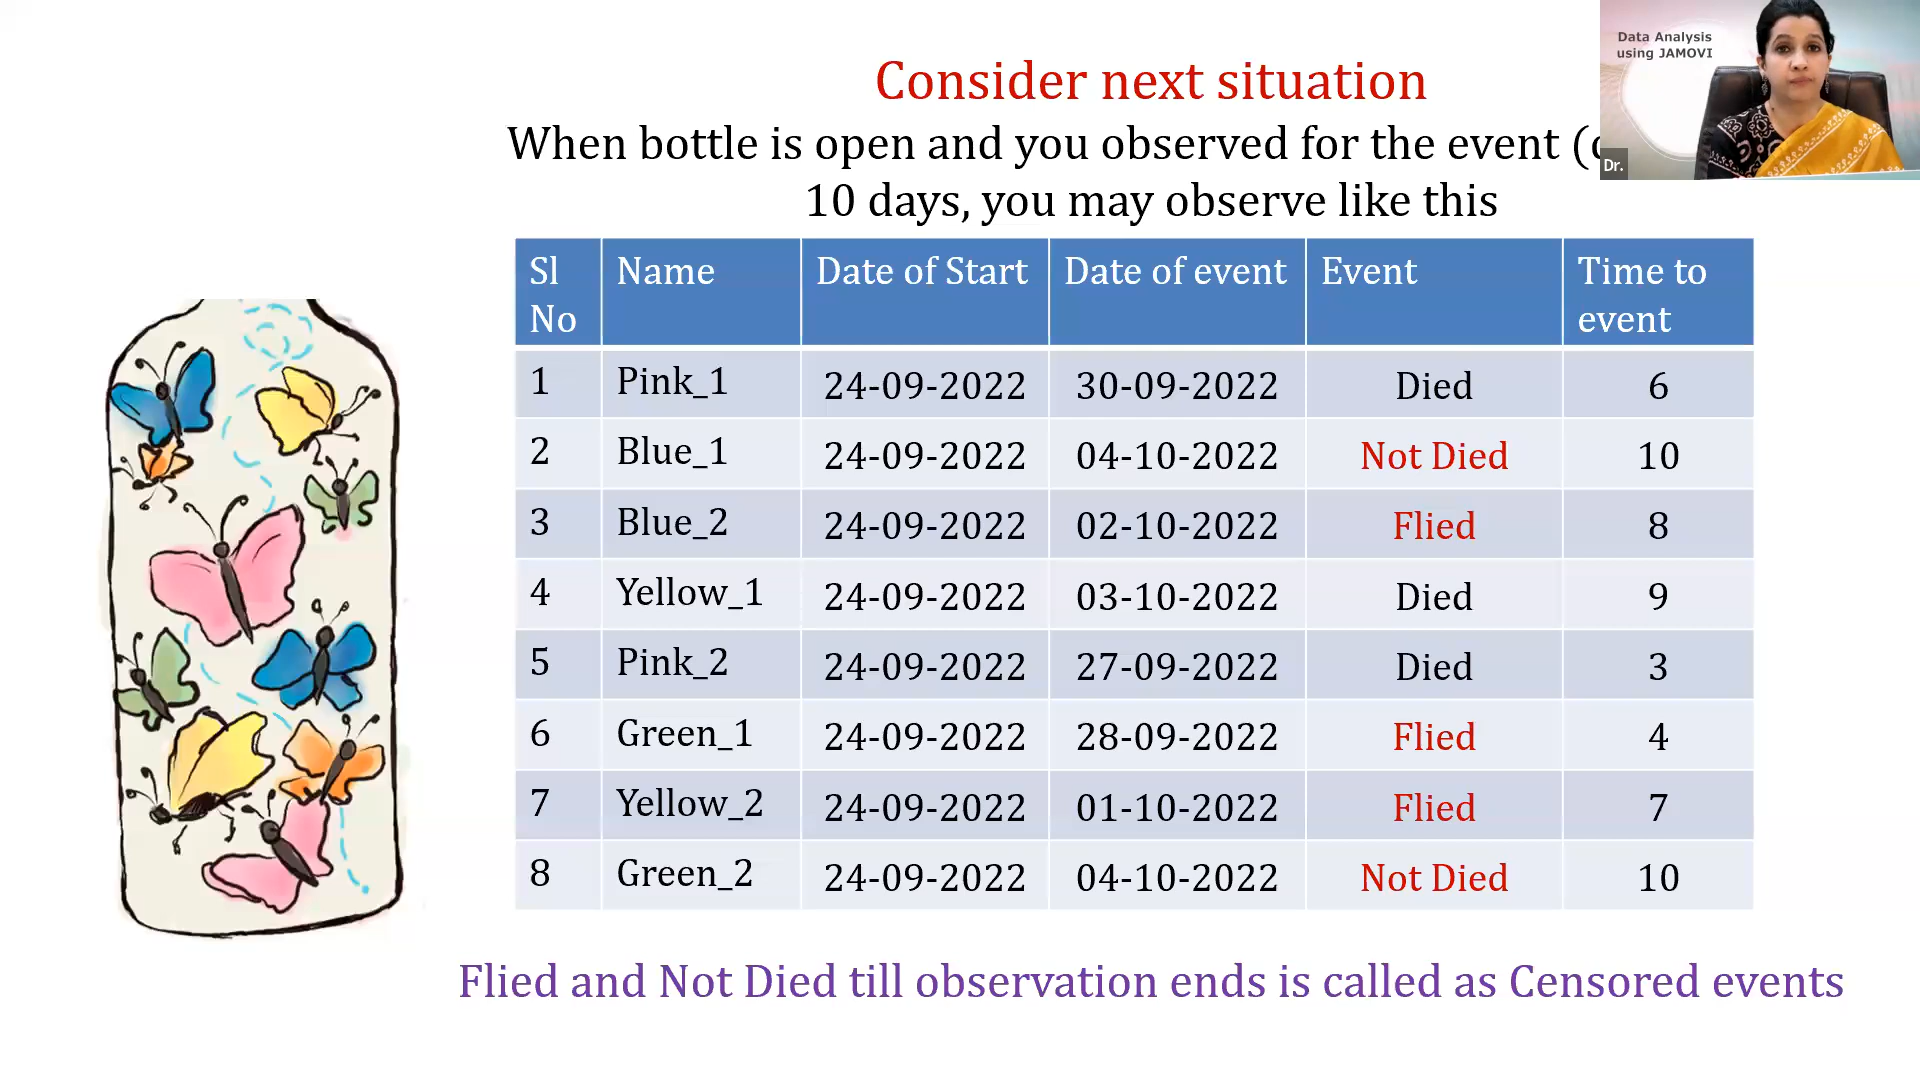 Consider next situation
When bottle is open and you observed for the event
10 days, you may observe like this
Data Analysis
using JAMOVI
Dr.
Sl No Name Date of Start Date of event Event Time to event
1 Pink_1 24-09-2022 30-09-2022 Died 6
2 Blue_1 24-09-2022 04-10-2022 Not Died 10
3 Blue_2 24-09-2022 02-10-2022 Flied 8
4 Yellow_1 24-09-2022 03-10-2022 Died 9
5 Pink_2 24-09-2022 27-09-2022 Died 3
6 Green_1 24-09-2022 28-09-2022 Flied 4
7 Yellow_2 24-09-2022 01-10-2022 Flied 7
8 Green_2 24-09-2022 04-10-2022 Not Died 10
Flied and Not Died till observation ends is called as Censored events